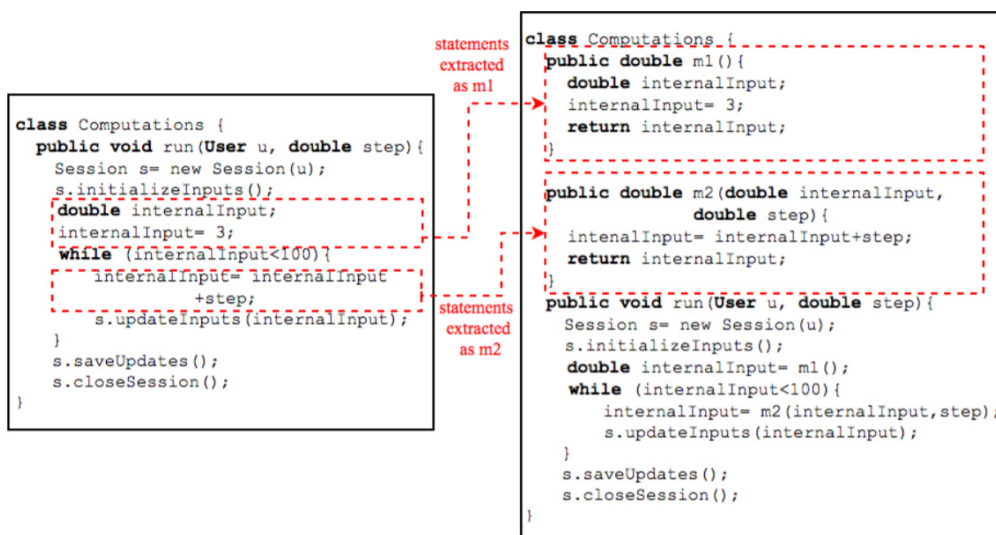 class Computations {
public void run(User u, double step){
Session s= new Session(u);
s.initializeInputs();
double internalInput;
internalInput= 3;
while (internalInput<100){
internalInput= internalInput
+step;
s.updateInputs(internalInput);
}
s.saveUpdates();
s.closeSession();
}
statements
extracted
as m1
statements
extracted
as m2
class Computations {
public double m1(){
double internalInput;
internalInput= 3;
return internalInput;
}
public double m2(double internalInput,
double step){
intenalInput= internalInput+step;
return internalInput;
}
public void run(User u, double step){
Session s= new Session(u);
s.initializeInputs();
double internalInput= m1();
while (internalInput<100){
internalInput= m2(internalInput,step);
s.updateInputs(internalInput);
}
s.saveUpdates();
s.closeSession();
}